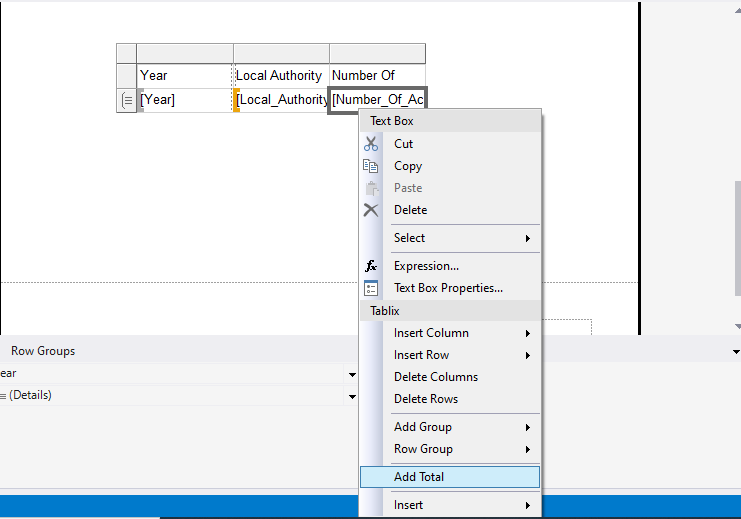 Year Local Authority Number Of
[Year] [Local_Authority [Number_Of_Ac
Text Box
Cut
Copy
Paste
Delete
Select
fx Expression...
Text Box Properties...
Tablix
Insert Column
Insert Row
Delete Columns
Delete Rows
Add Group
Row Group
Add Total
Insert
Row Groups
ear
(Details)